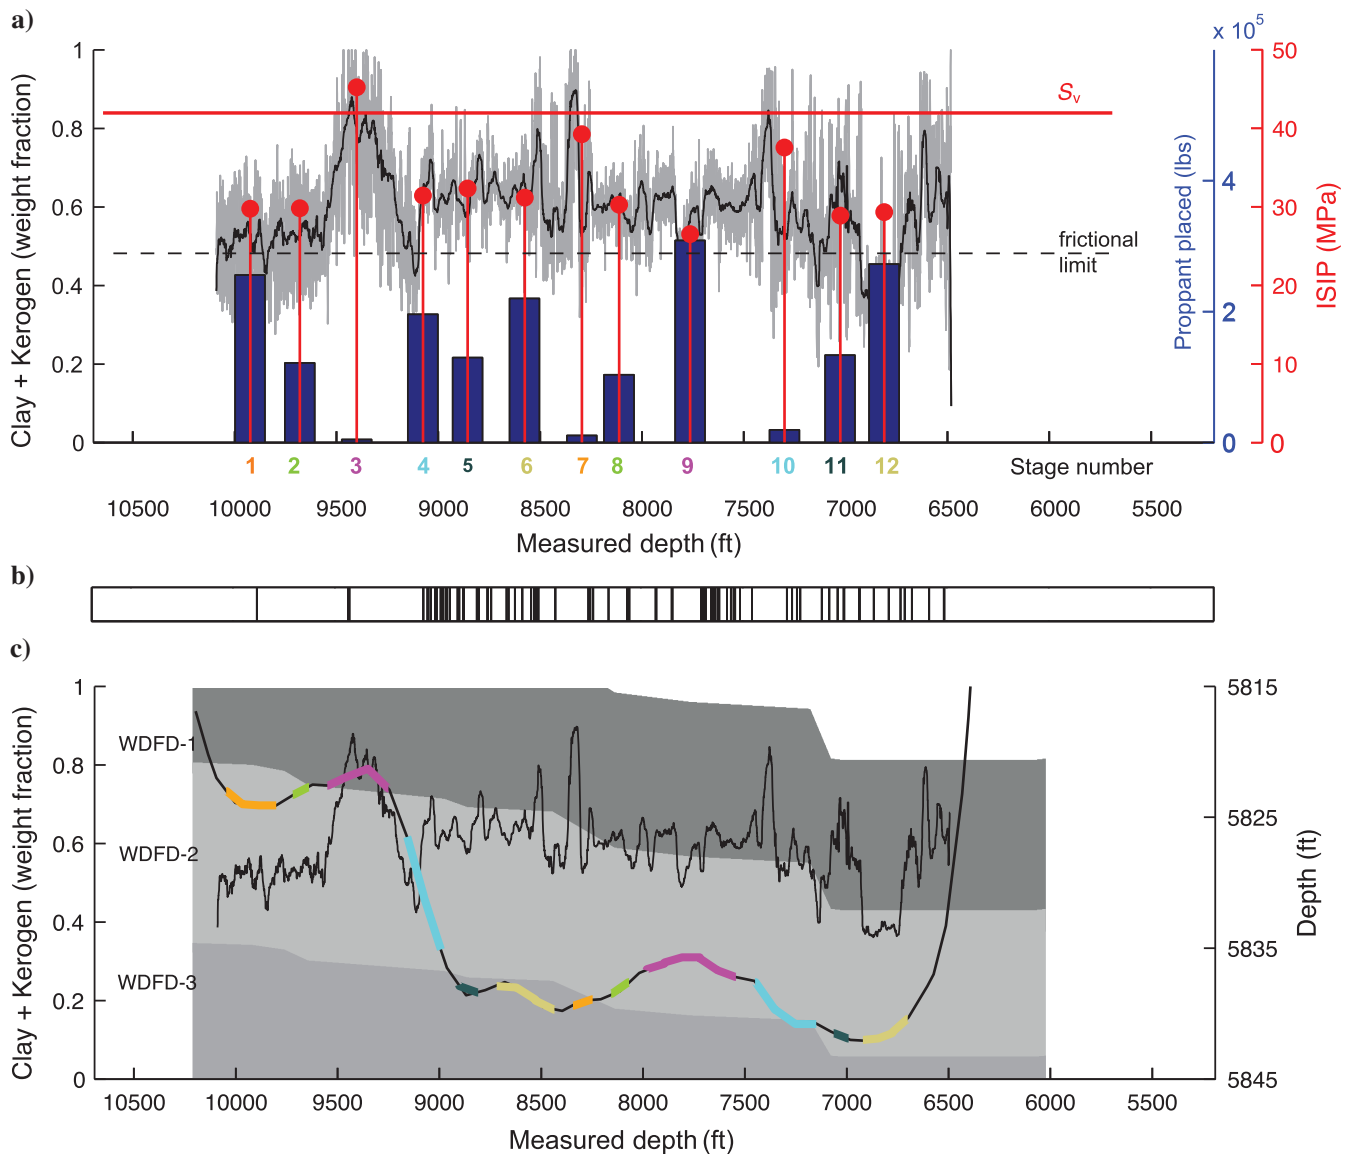 a)
x 10⁵
1 0.8 0.6 0.4 0.2 0
Clay + Kerogen (weight fraction)
Sv
frictional
limit
4 2 0
Proppant placed (lbs)
50 40 30 20 10 0
ISIP (MPa)
1 2 3 4 5 6 7 8 9 10 11 12 Stage number
10500 10000 9500 9000 8500 8000 7500 7000 6500 6000 5500
Measured depth (ft)
b)
c)
1 0.8 0.6 0.4 0.2 0
Clay + Kerogen (weight fraction)
WDFD-1
WDFD-2
WDFD-3
5815 5825 5835 5845
Depth (ft)
10500 10000 9500 9000 8500 8000 7500 7000 6500 6000 5500
Measured depth (ft)